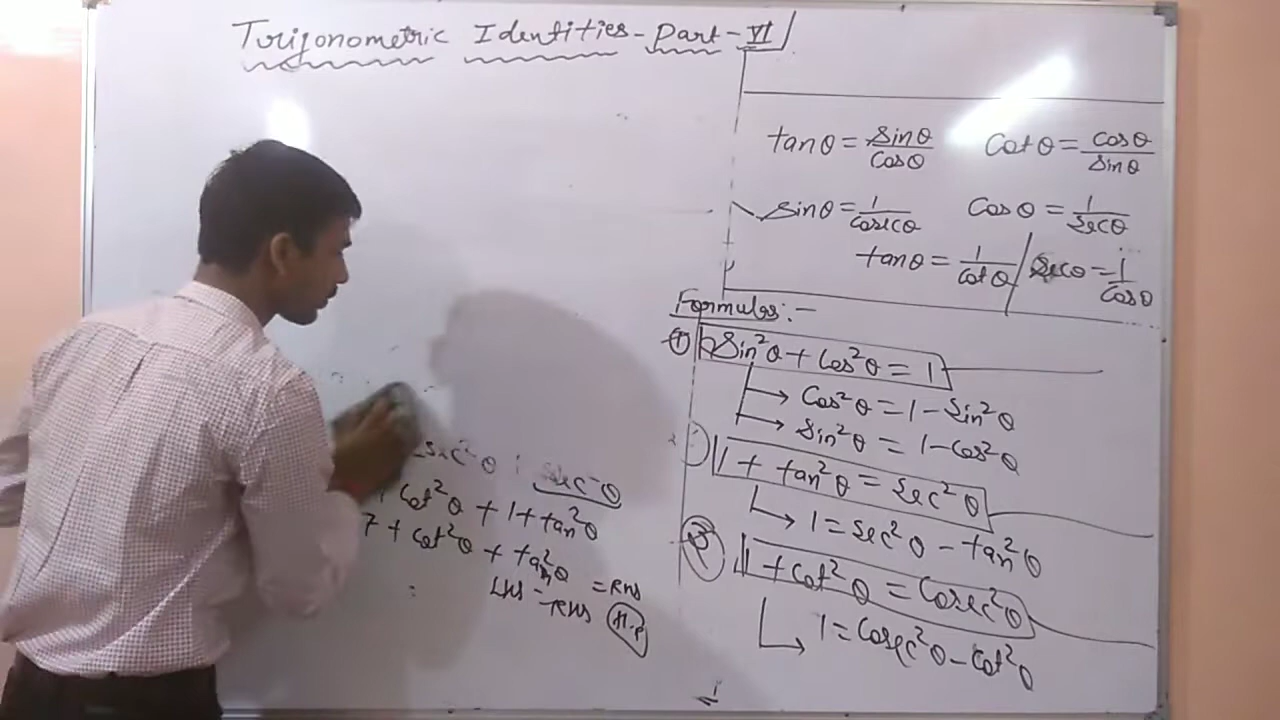 Trigonometric Identities - Part - VI
tanθ = sinθ/cosθ Cotθ = cosθ/sinθ
sinθ = 1/cosecθ Cosθ = 1/secθ
tanθ = 1/cotθ / secθ = 1/cosθ
Formulas:-
① Sin²θ + Cos²θ = 1
→ Cos²θ = 1 - Sin²θ
→ Sin²θ = 1 - Cos²θ
1 + tan²θ = Sec²θ
→ 1 = Sec²θ - tan²θ
③ 1 + cot²θ = Cosec²θ
→ 1 = Cosec²θ - Cot²θ
sec²θ
Cot²θ + 1 + tan²θ
7 + cot²θ + tan²θ = RHS
LHS = RHS H.P